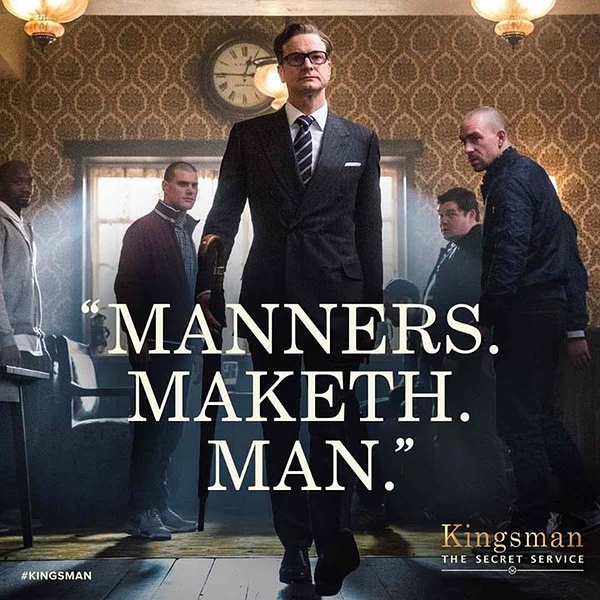 “MANNERS.
MAKETH.
MAN.”
Kingsman
THE SECRET SERVICE
#KINGSMAN